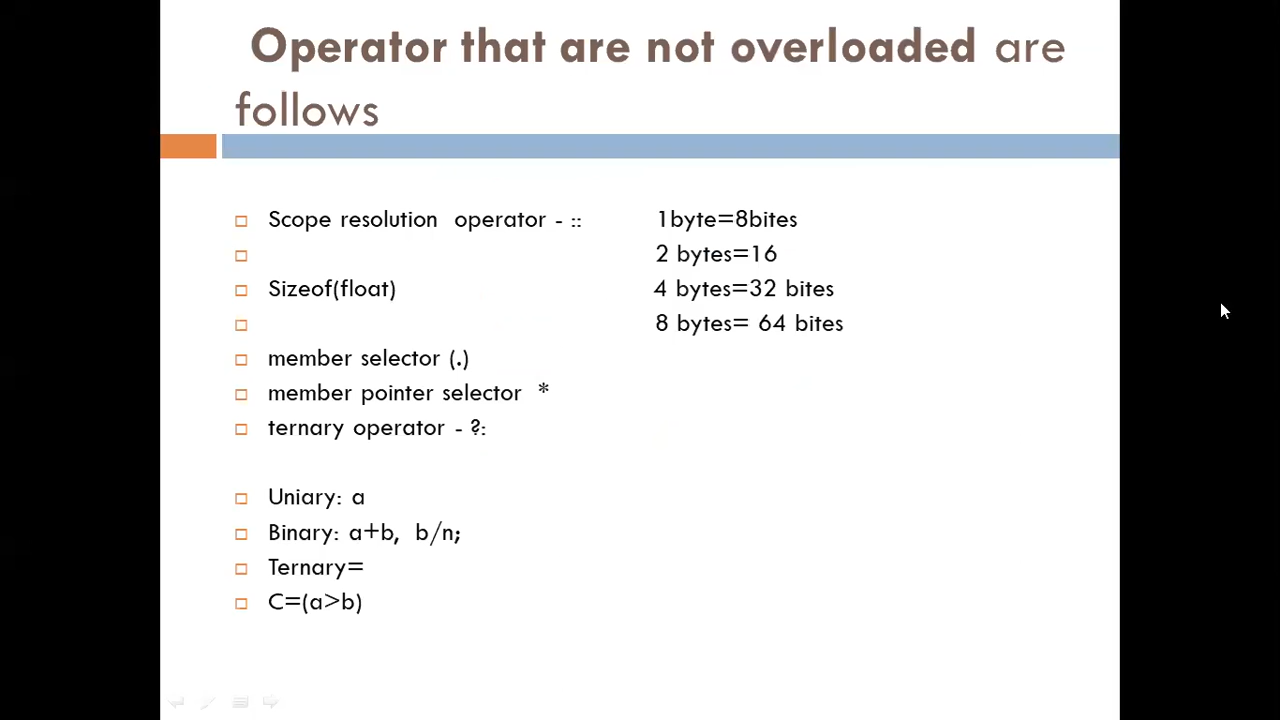 Operator that are not overloaded are
follows
Scope resolution operator - :: 1byte=8bites
2 bytes=16
Sizeof(float) 4 bytes=32 bites
8 bytes= 64 bites
member selector (.)
member pointer selector *
ternary operator - ?:
Uniary: a
Binary: a+b, b/n;
Ternary=
C=(a>b)